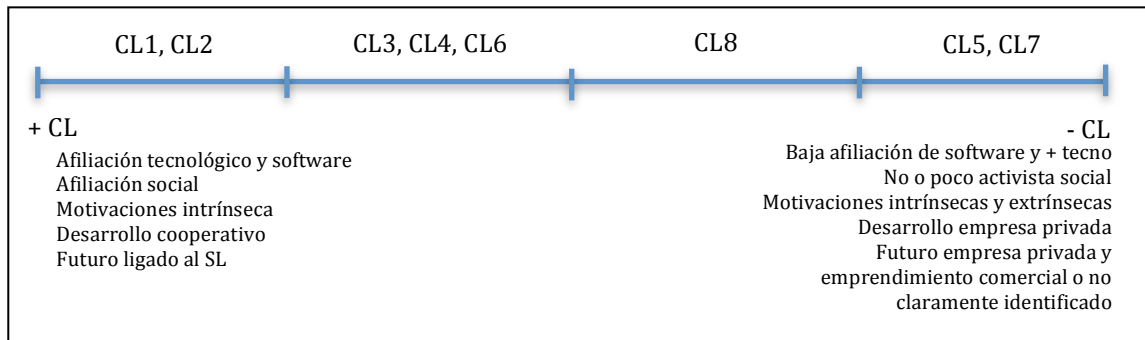 CL1, CL2
CL3, CL4, CL6
CL8
CL5, CL7
+ CL
Afiliación tecnológico y software
Afiliación social
Motivaciones intrínseca
Desarrollo cooperativo
Futuro ligado al SL
- CL
Baja afiliación de software y + tecno
No o poco activista social
Motivaciones intrínsecas y extrínsecas
Desarrollo empresa privada
Futuro empresa privada y
emprendimiento comercial o no
claramente identificado